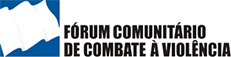 FÓRUM COMUNITÁRIO
DE COMBATE À VIOLÊNCIA